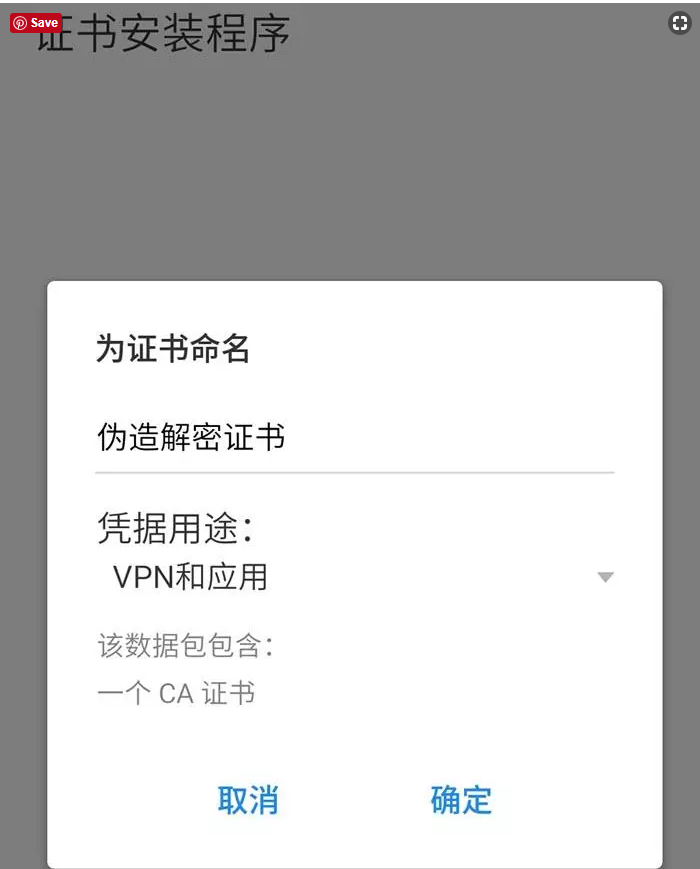 Save
证书安装程序
为证书命名
伪造解密证书
凭据用途：
VPN和应用
该数据包包含：
一个 CA 证书
取消
确定